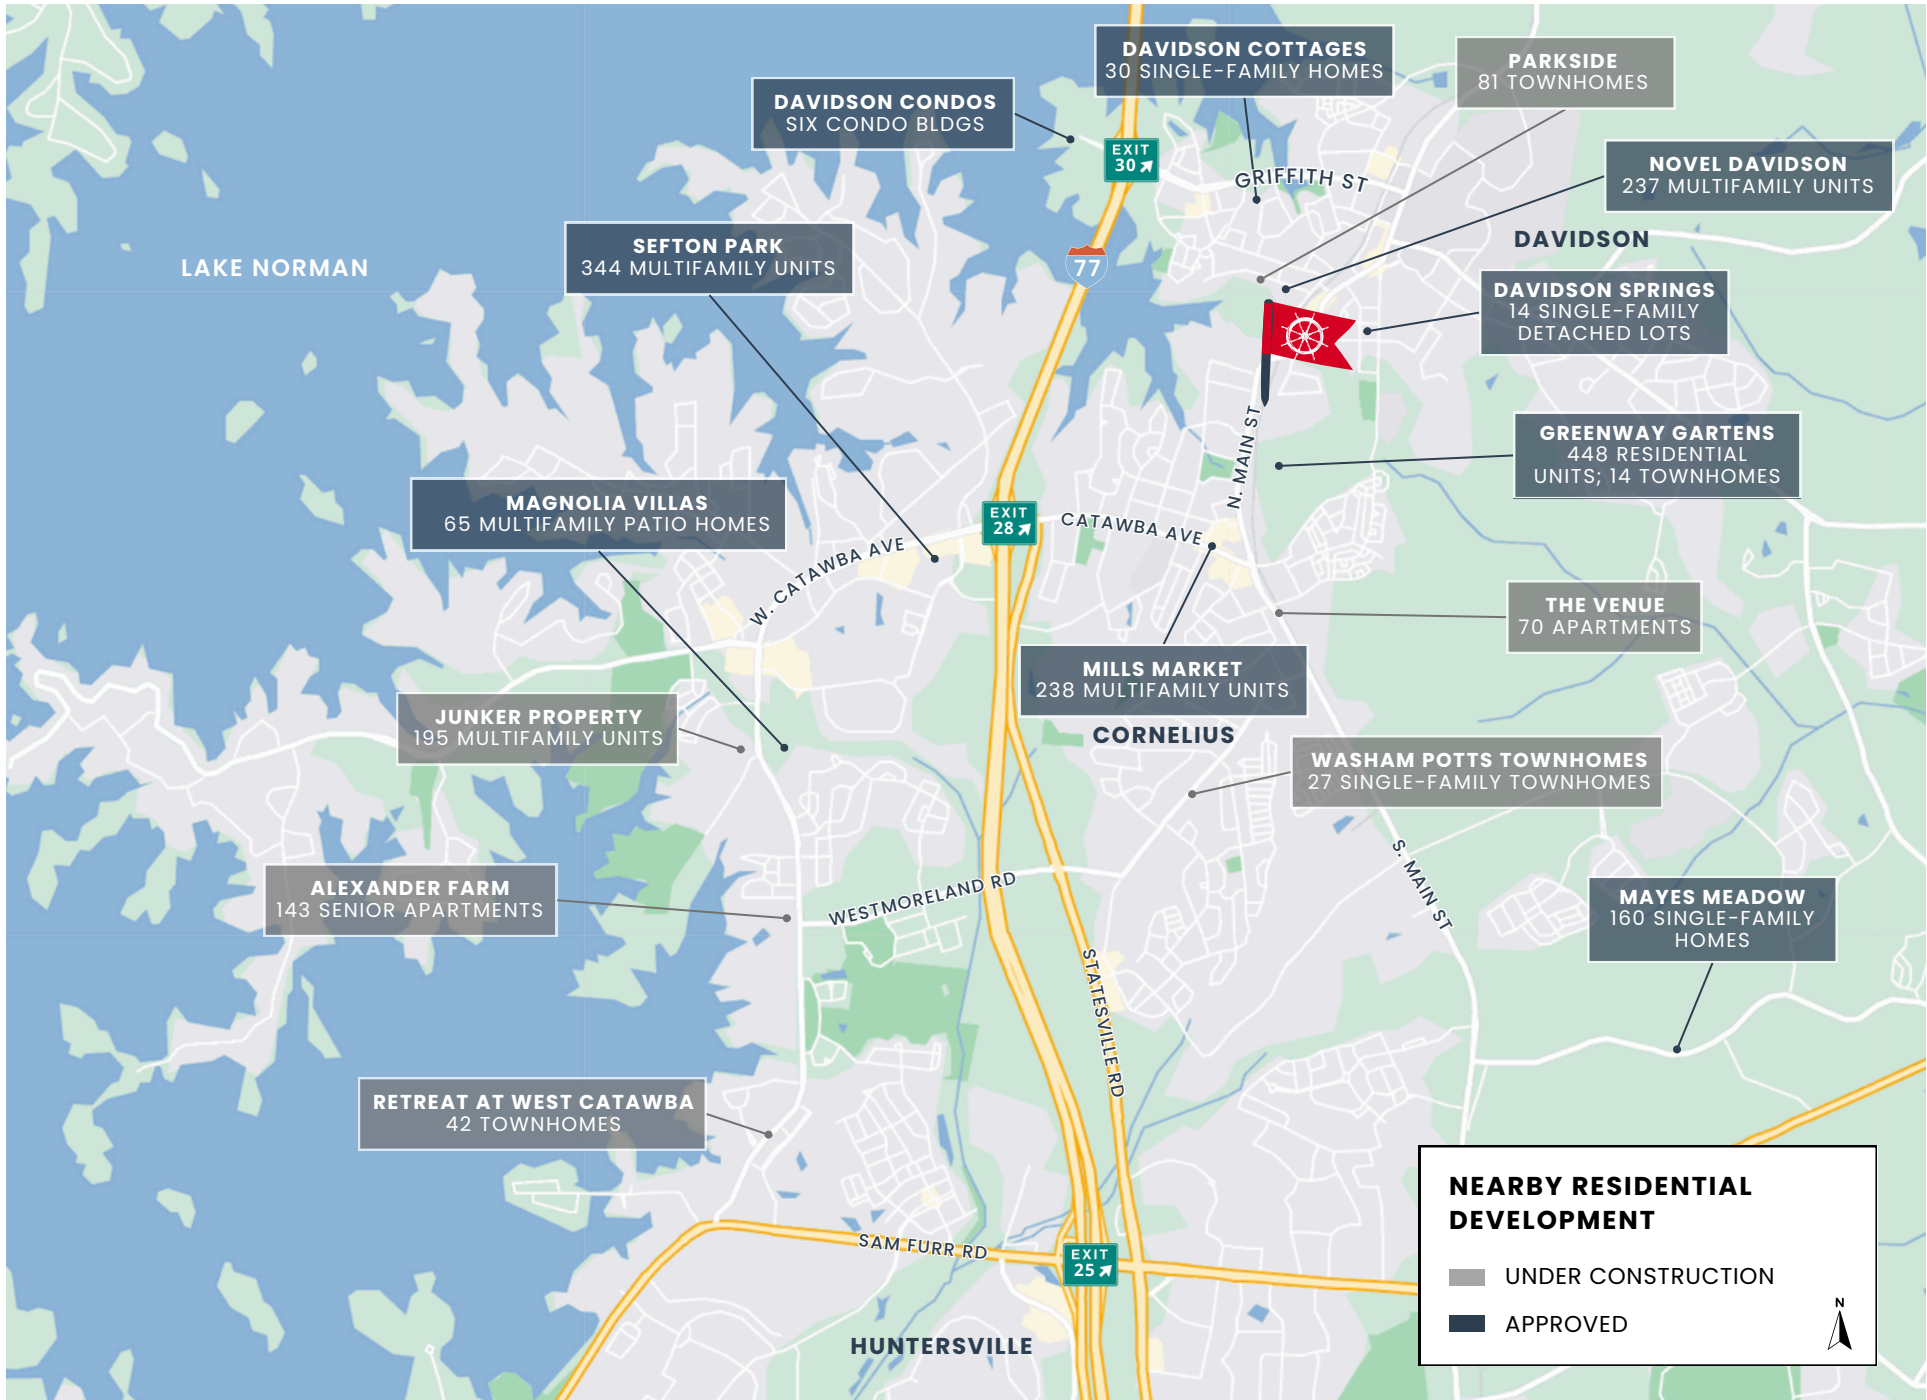 DAVIDSON COTTAGES
30 SINGLE-FAMILY HOMES
PARKSIDE
81 TOWNHOMES
DAVIDSON CONDOS
SIX CONDO BLDGS
EXIT
30
GRIFFITH ST
NOVEL DAVIDSON
237 MULTIFAMILY UNITS
SEFTON PARK
344 MULTIFAMILY UNITS
LAKE NORMAN
77
DAVIDSON
DAVIDSON SPRINGS
14 SINGLE-FAMILY
DETACHED LOTS
N. MAIN ST
GREENWAY GARTENS
448 RESIDENTIAL
UNITS; 14 TOWNHOMES
MAGNOLIA VILLAS
65 MULTIFAMILY PATIO HOMES
EXIT
28
CATAWBA AVE
W. CATAWBA AVE
THE VENUE
70 APARTMENTS
MILLS MARKET
238 MULTIFAMILY UNITS
CORNELIUS
JUNKER PROPERTY
195 MULTIFAMILY UNITS
WASHAM POTTS TOWNHOMES
27 SINGLE-FAMILY TOWNHOMES
S. MAIN ST
ALEXANDER FARM
143 SENIOR APARTMENTS
WESTMORELAND RD
MAYES MEADOW
160 SINGLE-FAMILY
HOMES
STATESVILLE RD
RETREAT AT WEST CATAWBA
42 TOWNHOMES
SAM FURR RD
EXIT
25
HUNTERSVILLE
NEARBY RESIDENTIAL
DEVELOPMENT
UNDER CONSTRUCTION
APPROVED
N